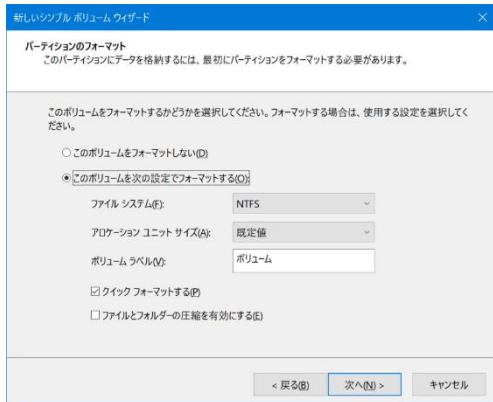 新しいシンプル ボリューム ウィザード
パーティションのフォーマット
このパーティションにデータを格納するには、最初にパーティションをフォーマットする必要があります。
このボリュームをフォーマットするかどうかを選択してください。フォーマットする場合は、使用する設定を選択してく
ださい。
このボリュームをフォーマットしない(D)
このボリュームを次の設定でフォーマットする(O):
ファイル システム(F): NTFS
アロケーション ユニット サイズ(A): 既定値
ボリューム ラベル(V): ボリューム
クイック フォーマットする(P)
ファイルとフォルダーの圧縮を有効にする(E)
< 戻る(B) 次へ(N) > キャンセル